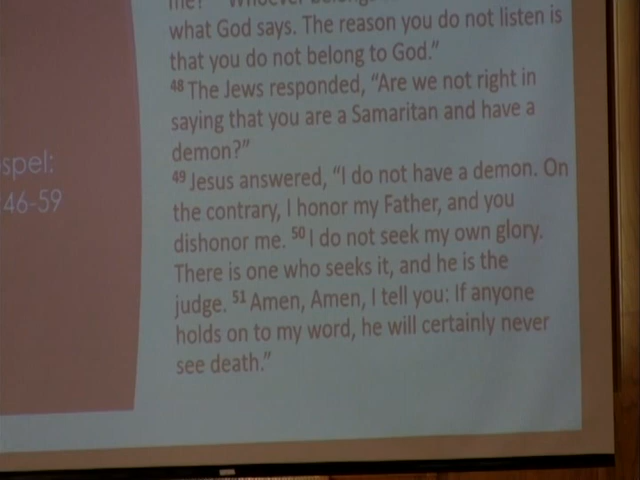 me?
what God says. The reason you do not listen is
that you do not belong to God.”
48 The Jews responded, “Are we not right in
saying that you are a Samaritan and have a
demon?”
49 Jesus answered, “I do not have a demon. On
the contrary, I honor my Father, and you
dishonor me. 50 I do not seek my own glory.
There is one who seeks it, and he is the
judge. 51 Amen, Amen, I tell you: If anyone
holds on to my word, he will certainly never
see death.”
spel:
46-59